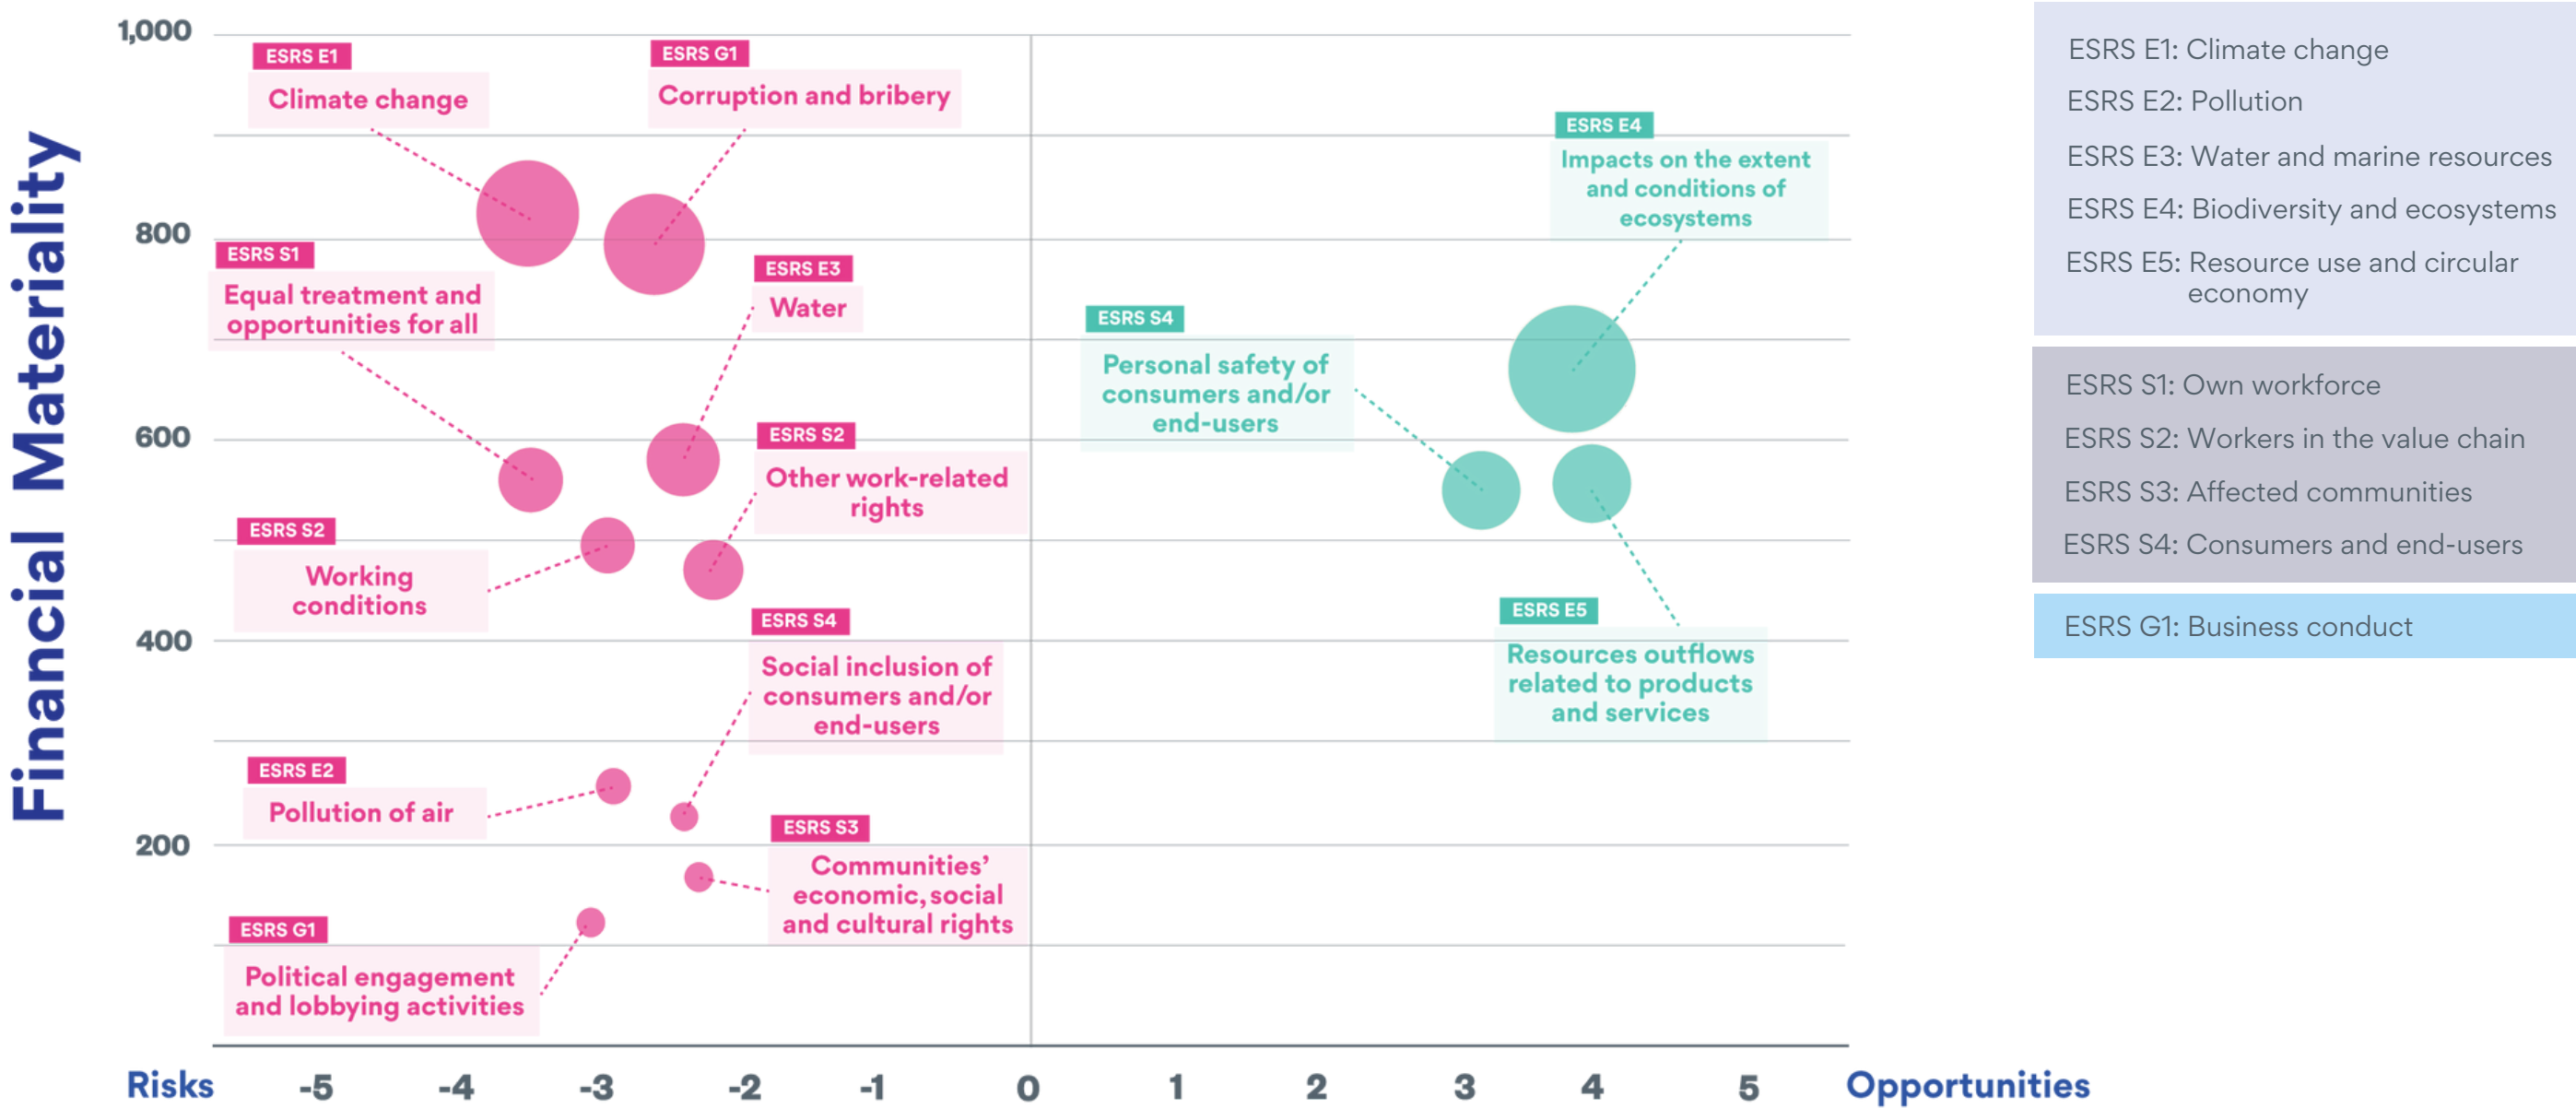 Financial Materiality
1,000
800
600
400
200
ESRS E1
Climate change
ESRS G1
Corruption and bribery
ESRS S1
Equal treatment and
opportunities for all
ESRS E3
Water
ESRS S2
Other work-related
rights
ESRS S2
Working
conditions
ESRS S4
Social inclusion of
consumers and/or
end-users
ESRS E2
Pollution of air
ESRS S3
Communities’
economic, social
and cultural rights
ESRS G1
Political engagement
and lobbying activities
ESRS E4
Impacts on the extent
and conditions of
ecosystems
ESRS S4
Personal safety of
consumers and/or
end-users
ESRS E5
Resources outflows
related to products
and services
Risks -5 -4 -3 -2 -1 0 1 2 3 4 5 Opportunities
ESRS E1: Climate change
ESRS E2: Pollution
ESRS E3: Water and marine resources
ESRS E4: Biodiversity and ecosystems
ESRS E5: Resource use and circular
economy
ESRS S1: Own workforce
ESRS S2: Workers in the value chain
ESRS S3: Affected communities
ESRS S4: Consumers and end-users
ESRS G1: Business conduct